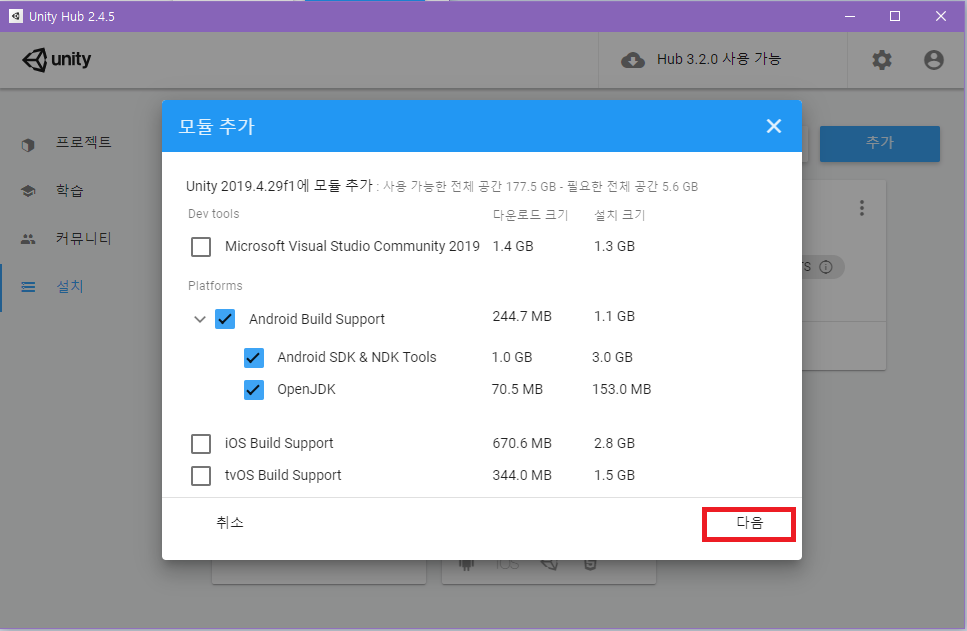 Unity Hub 2.4.5
unity
Hub 3.2.0 사용 가능
프로젝트
학습
커뮤니티
설치
추가
모듈 추가
Unity 2019.4.29f1에 모듈 추가 : 사용 가능한 전체 공간 177.5 GB - 필요한 전체 공간 5.6 GB
Dev tools 다운로드 크기 설치 크기
Microsoft Visual Studio Community 2019 1.4 GB 1.3 GB
Platforms
Android Build Support 244.7 MB 1.1 GB
Android SDK & NDK Tools 1.0 GB 3.0 GB
OpenJDK 70.5 MB 153.0 MB
iOS Build Support 670.6 MB 2.8 GB
tvOS Build Support 344.0 MB 1.5 GB
취소 다음
iOS